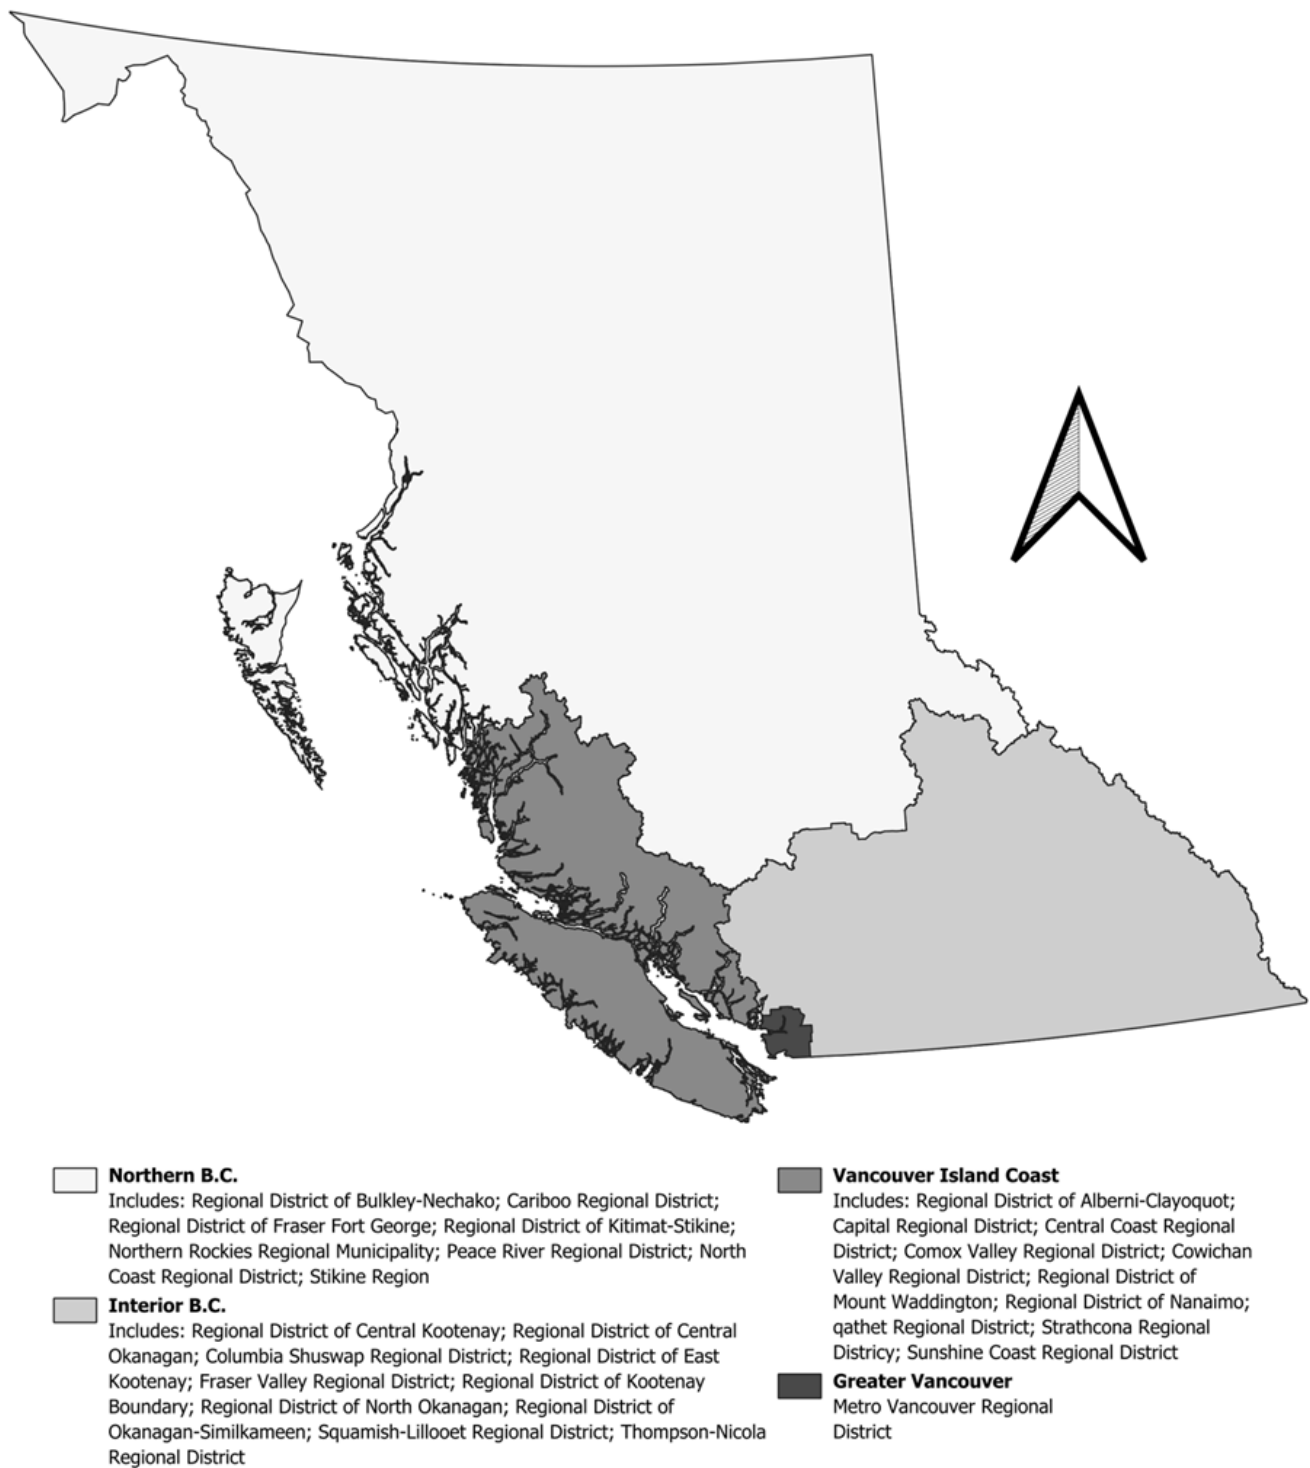 Northern B.C.
Includes: Regional District of Bulkley-Nechako; Cariboo Regional District;
Regional District of Fraser Fort George; Regional District of Kitimat-Stikine;
Northern Rockies Regional Municipality; Peace River Regional District; North
Coast Regional District; Stikine Region
Interior B.C.
Includes: Regional District of Central Kootenay; Regional District of Central
Okanagan; Columbia Shuswap Regional District; Regional District of East
Kootenay; Fraser Valley Regional District; Regional District of Kootenay
Boundary; Regional District of North Okanagan; Regional District of
Okanagan-Similkameen; Squamish-Lillooet Regional District; Thompson-Nicola
Regional District
Vancouver Island Coast
Includes: Regional District of Alberni-Clayoquot;
Capital Regional District; Central Coast Regional
District; Comox Valley Regional District; Cowichan
Valley Regional District; Regional District of
Mount Waddington; Regional District of Nanaimo;
qathet Regional District; Strathcona Regional
Districy; Sunshine Coast Regional District
Greater Vancouver
Metro Vancouver Regional
District